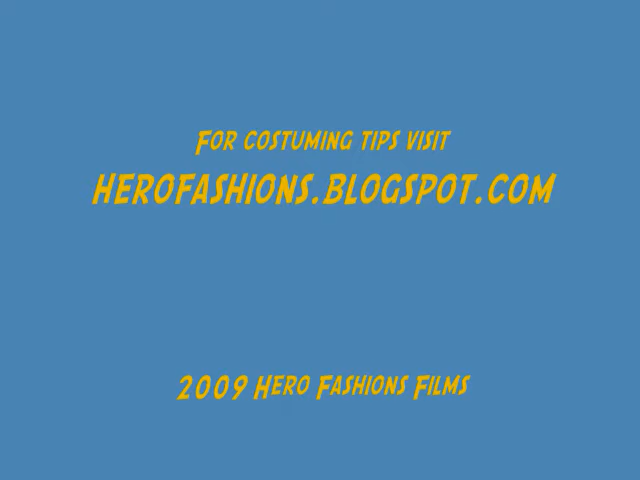 For costuming tips visit
herofashions.blogspot.com
2009 Hero Fashions Films